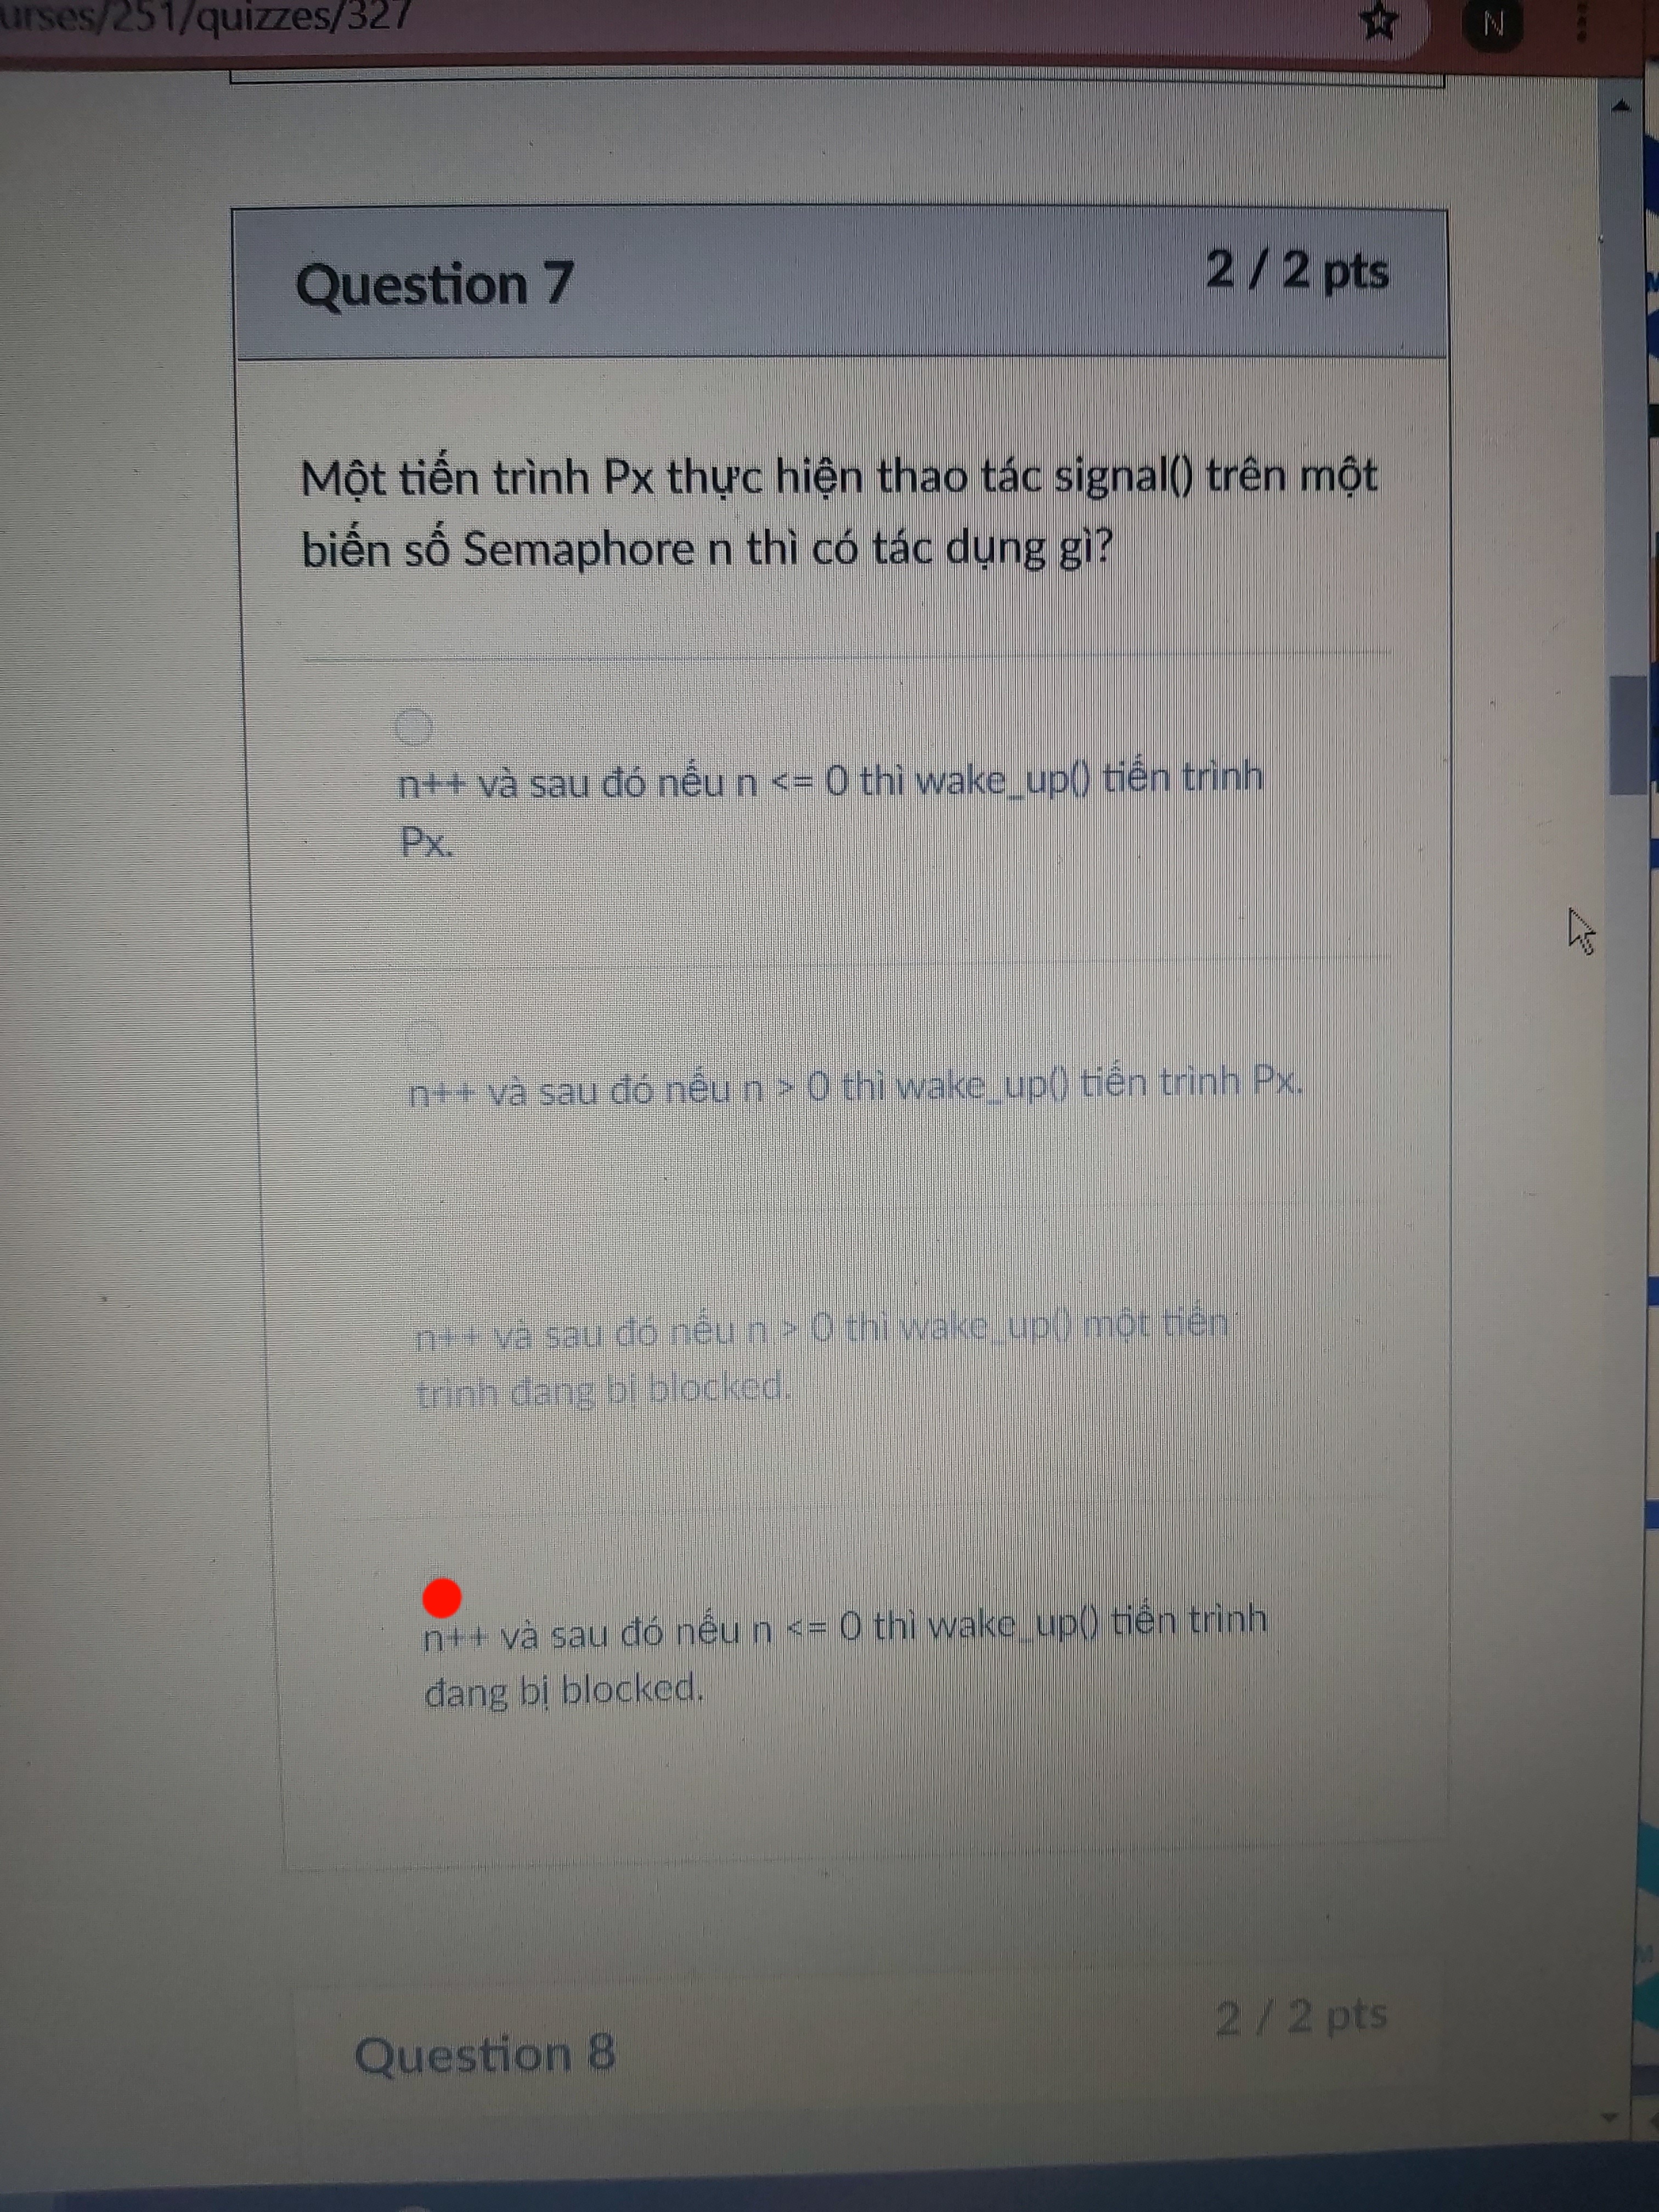 urses/251/quizzes/327
N
Question 7
2 / 2 pts
Một tiến trình Px thực hiện thao tác signal() trên một
biến số Semaphore n thì có tác dụng gì?
n++ và sau đó nếu n <= 0 thì wake_up() tiến trình
Px.
n++ và sau đó nếu n > 0 thì wake_up() tiến trình Px.
n++ và sau đó nếu n > 0 thì wake_up() một tiến
trình đang bị blocked.
n++ và sau đó nếu n <= 0 thì wake_up() tiến trình
đang bị blocked.
Question 8
2 / 2 pts